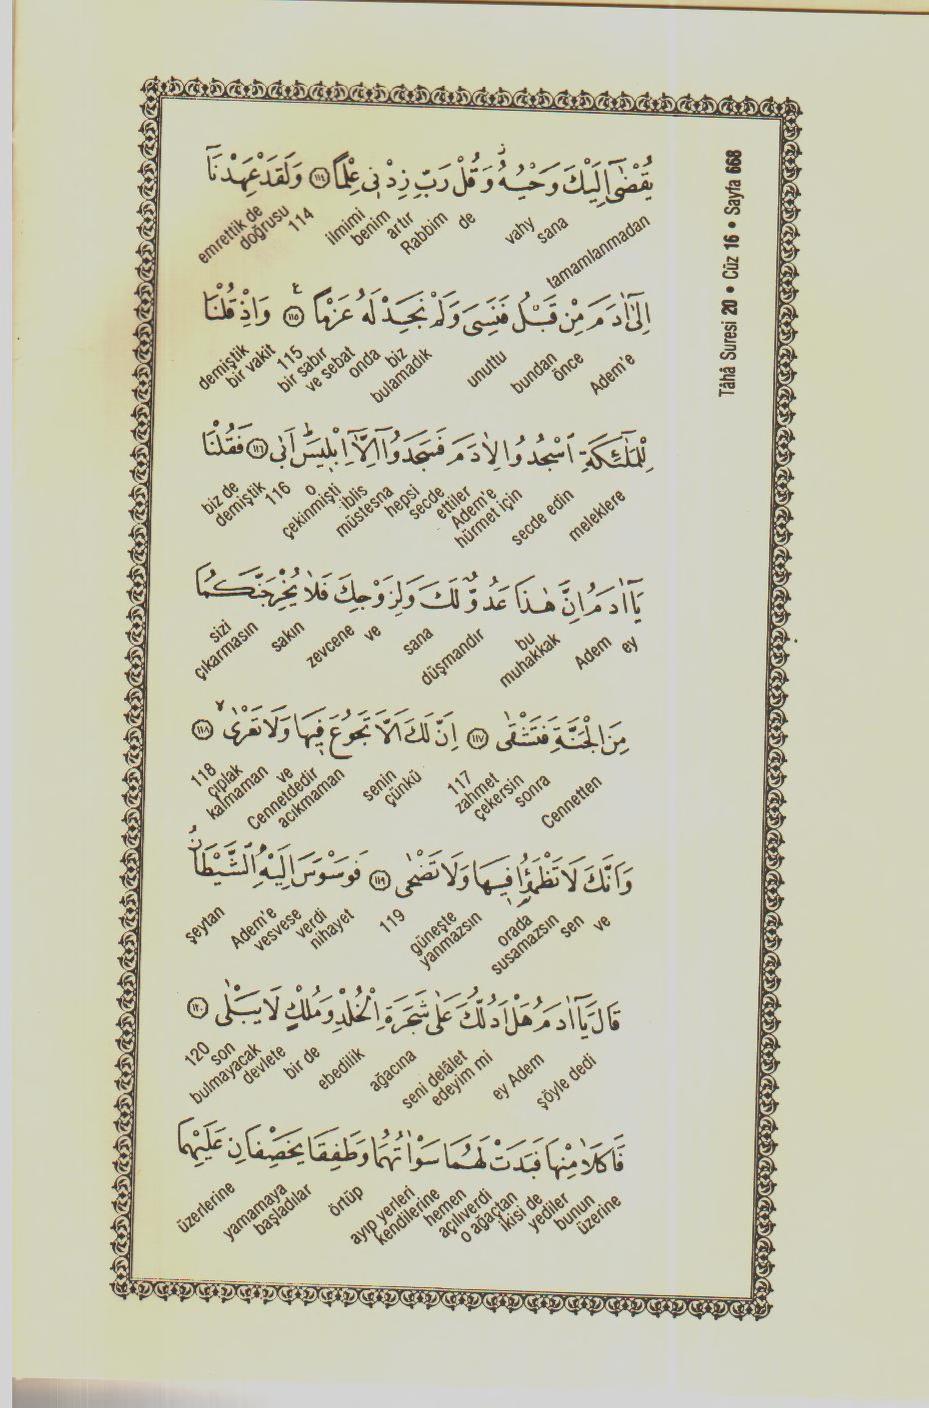 Tâhâ Suresi 20 • Cüz 16 • Sayfa 668
يُقْضٰٓى اِلَيْكَ وَحْيُهُۘ وَقُلْ رَبِّ زِدْن۪ى عِلْمًا ﴿١١٤﴾ وَلَقَدْ عَهِدْنَٓا
tamamlanmadan sana vahy de Rabbim artır benim ilmimi 114 doğrusu emrettik de
اِلٰٓى اٰدَمَ مِنْ قَبْلُ فَنَسِىَ وَلَمْ نَجِدْ لَهُ عَزْمًا ﴿١١٥﴾ وَاِذْ قُلْنَا
Adem'e önce bundan unuttu bulamadık biz onda ve sebat bir sabır 115 bir vakit demiştik
لِلْمَلٰٓئِكَةِ ٱسْجُدُوا لِاٰدَمَ فَسَجَدُٓوا اِلَّٓا اِبْل۪يسَۜ اَبٰى ﴿١١٦﴾ فَقُلْنَا
meleklere secde edin hürmet için Adem'e ettiler secde hepsi müstesna iblis çekinmişti o 116 demiştik biz de
يَٓا اٰدَمُ اِنَّ هٰذَا عَدُوٌّ لَكَ وَلِزَوْجِكَ فَلَا يُخْرِجَنَّكُمَا
ey Adem muhakkak bu düşmandır sana ve zevcene sakın çıkarmasın sizi
مِنَ الْجَنَّةِ فَتَشْقٰى ﴿١١٧﴾ اِنَّ لَكَ اَلَّا تَجُوعَ ف۪يهَا وَلَا تَعْرٰىۙ ﴿١١٨﴾
Cennetten sonra çekersin zahmet 117 çünkü senin acıkmaman Cennetdedir ve kalmaman çıplak 118
وَاَنَّكَ لَا تَظْمَؤُ۬ا ف۪يهَا وَلَا تَضْحٰى ﴿١١٩﴾ فَوَسْوَسَ اِلَيْهِ ٱلشَّيْطَانُ
ve sen susamazsın orada yanmazsın güneşte 119 nihayet verdi vesvese Adem'e şeytan
قَالَ يَٓا اٰدَمُ هَلْ اَدُلُّكَ عَلٰى شَجَرَةِ الْخُلْدِ وَمُلْكٍ لَا يَبْلٰى ﴿١٢٠﴾
şöyle dedi ey Adem edeyim mi seni delâlet ağacına ebedilik bir de devlete bulmayacak son 120
فَاَكَلَا مِنْهَا فَبَدَتْ لَهُمَا سَوْاٰتُهُمَا وَطَفِقَا يَخْصِفَانِ عَلَيْهِمَا
üzerine bunun yediler ikisi de o ağaçtan açılıverdi hemen kendilerine ayıp yerleri örtüp başladılar yamamaya üzerlerine